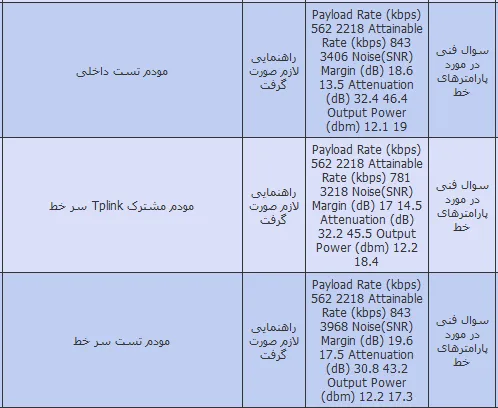 سوال فنی
در مورد
پارامترهای
خط
Payload Rate (kbps)
562 2218 Attainable
Rate (kbps) 843
3406 Noise(SNR)
Margin (dB) 18.6
13.5 Attenuation
(dB) 32.4 46.4
Output Power
(dbm) 12.1 19
راهنمایی
لازم صورت
گرفت
مودم تست داخلی
سوال فنی
در مورد
پارامترهای
خط
Payload Rate (kbps)
562 2218 Attainable
Rate (kbps) 781
3218 Noise(SNR)
Margin (dB) 17 14.5
Attenuation (dB)
32.2 45.5 Output
Power (dbm) 12.2
18.4
راهنمایی
لازم صورت
گرفت
مودم مشترک Tplink سر خط
سوال فنی
در مورد
پارامترهای
خط
Payload Rate (kbps)
562 2218 Attainable
Rate (kbps) 843
3968 Noise(SNR)
Margin (dB) 19.6
17.5 Attenuation
(dB) 30.8 43.2
Output Power
(dbm) 12.2 17.3
راهنمایی
لازم صورت
گرفت
مودم تست سر خط